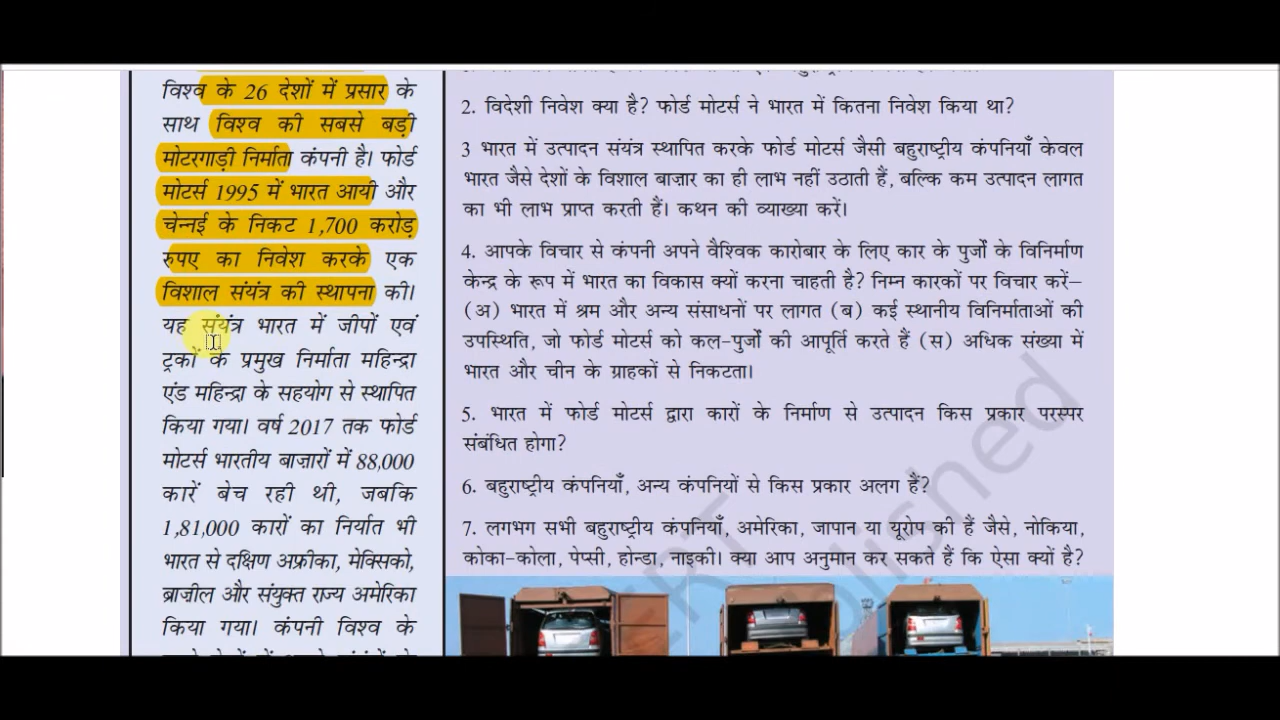 विश्व के 26 देशों में प्रसार के
साथ विश्व की सबसे बड़ी
मोटरगाड़ी निर्माता कंपनी है। फोर्ड
मोटर्स 1995 में भारत आयी और
चेन्नई के निकट 1,700 करोड़
रुपए का निवेश करके एक
विशाल संयंत्र की स्थापना की।
यह संयंत्र भारत में जीपों एवं
ट्रकों के प्रमुख निर्माता महिन्द्रा
एंड महिन्द्रा के सहयोग से स्थापित
किया गया। वर्ष 2017 तक फोर्ड
मोटर्स भारतीय बाज़ारों में 88,000
कारें बेच रही थी, जबकि
1,81,000 कारों का निर्यात भी
भारत से दक्षिण अफ्रीका, मेक्सिको,
ब्राज़ील और संयुक्त राज्य अमेरिका
किया गया। कंपनी विश्व के
2. विदेशी निवेश क्या है? फोर्ड मोटर्स ने भारत में कितना निवेश किया था?
3 भारत में उत्पादन संयंत्र स्थापित करके फोर्ड मोटर्स जैसी बहुराष्ट्रीय कंपनियाँ केवल
भारत जैसे देशों के विशाल बाज़ार का ही लाभ नहीं उठाती हैं, बल्कि कम उत्पादन लागत
का भी लाभ प्राप्त करती हैं। कथन की व्याख्या करें।
4. आपके विचार से कंपनी अपने वैश्विक कारोबार के लिए कार के पुर्जों के विनिर्माण
केन्द्र के रूप में भारत का विकास क्यों करना चाहती है? निम्न कारकों पर विचार करें–
(अ) भारत में श्रम और अन्य संसाधनों पर लागत (ब) कई स्थानीय विनिर्माताओं की
उपस्थिति, जो फोर्ड मोटर्स को कल-पुर्जों की आपूर्ति करते हैं (स) अधिक संख्या में
भारत और चीन के ग्राहकों से निकटता।
5. भारत में फोर्ड मोटर्स द्वारा कारों के निर्माण से उत्पादन किस प्रकार परस्पर
संबंधित होगा?
6. बहुराष्ट्रीय कंपनियाँ, अन्य कंपनियों से किस प्रकार अलग हैं?
7. लगभग सभी बहुराष्ट्रीय कंपनियाँ, अमेरिका, जापान या यूरोप की हैं जैसे, नोकिया,
कोका-कोला, पेप्सी, होन्डा, नाइकी। क्या आप अनुमान कर सकते हैं कि ऐसा क्यों है?